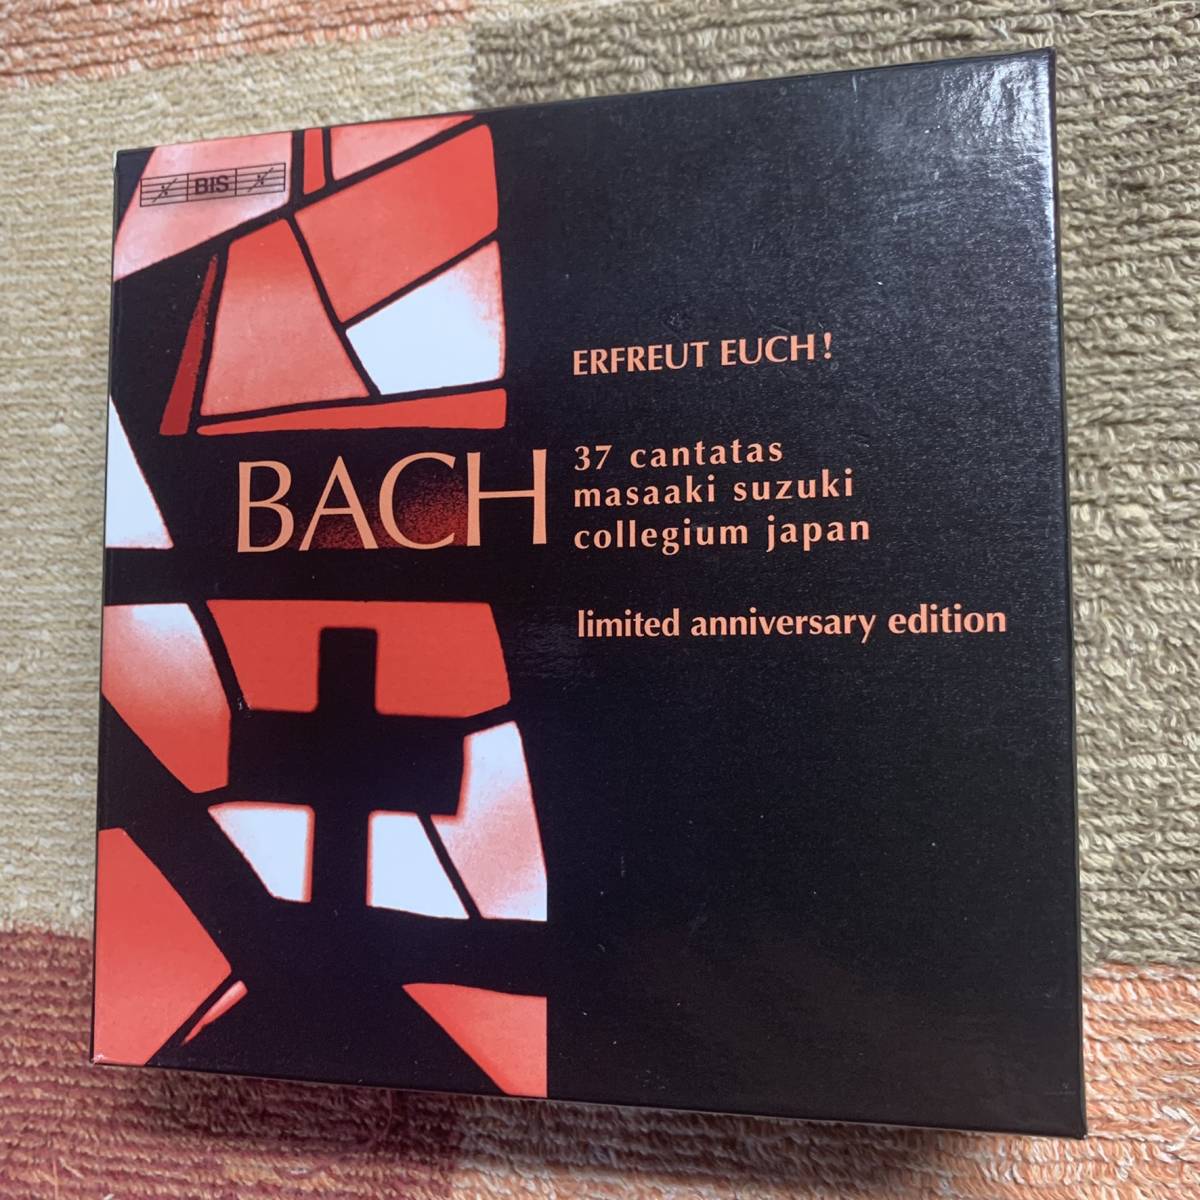 BIS
ERFREUT EUCH!
BACH
37 cantatas
masaaki suzuki
collegium japan
limited anniversary edition